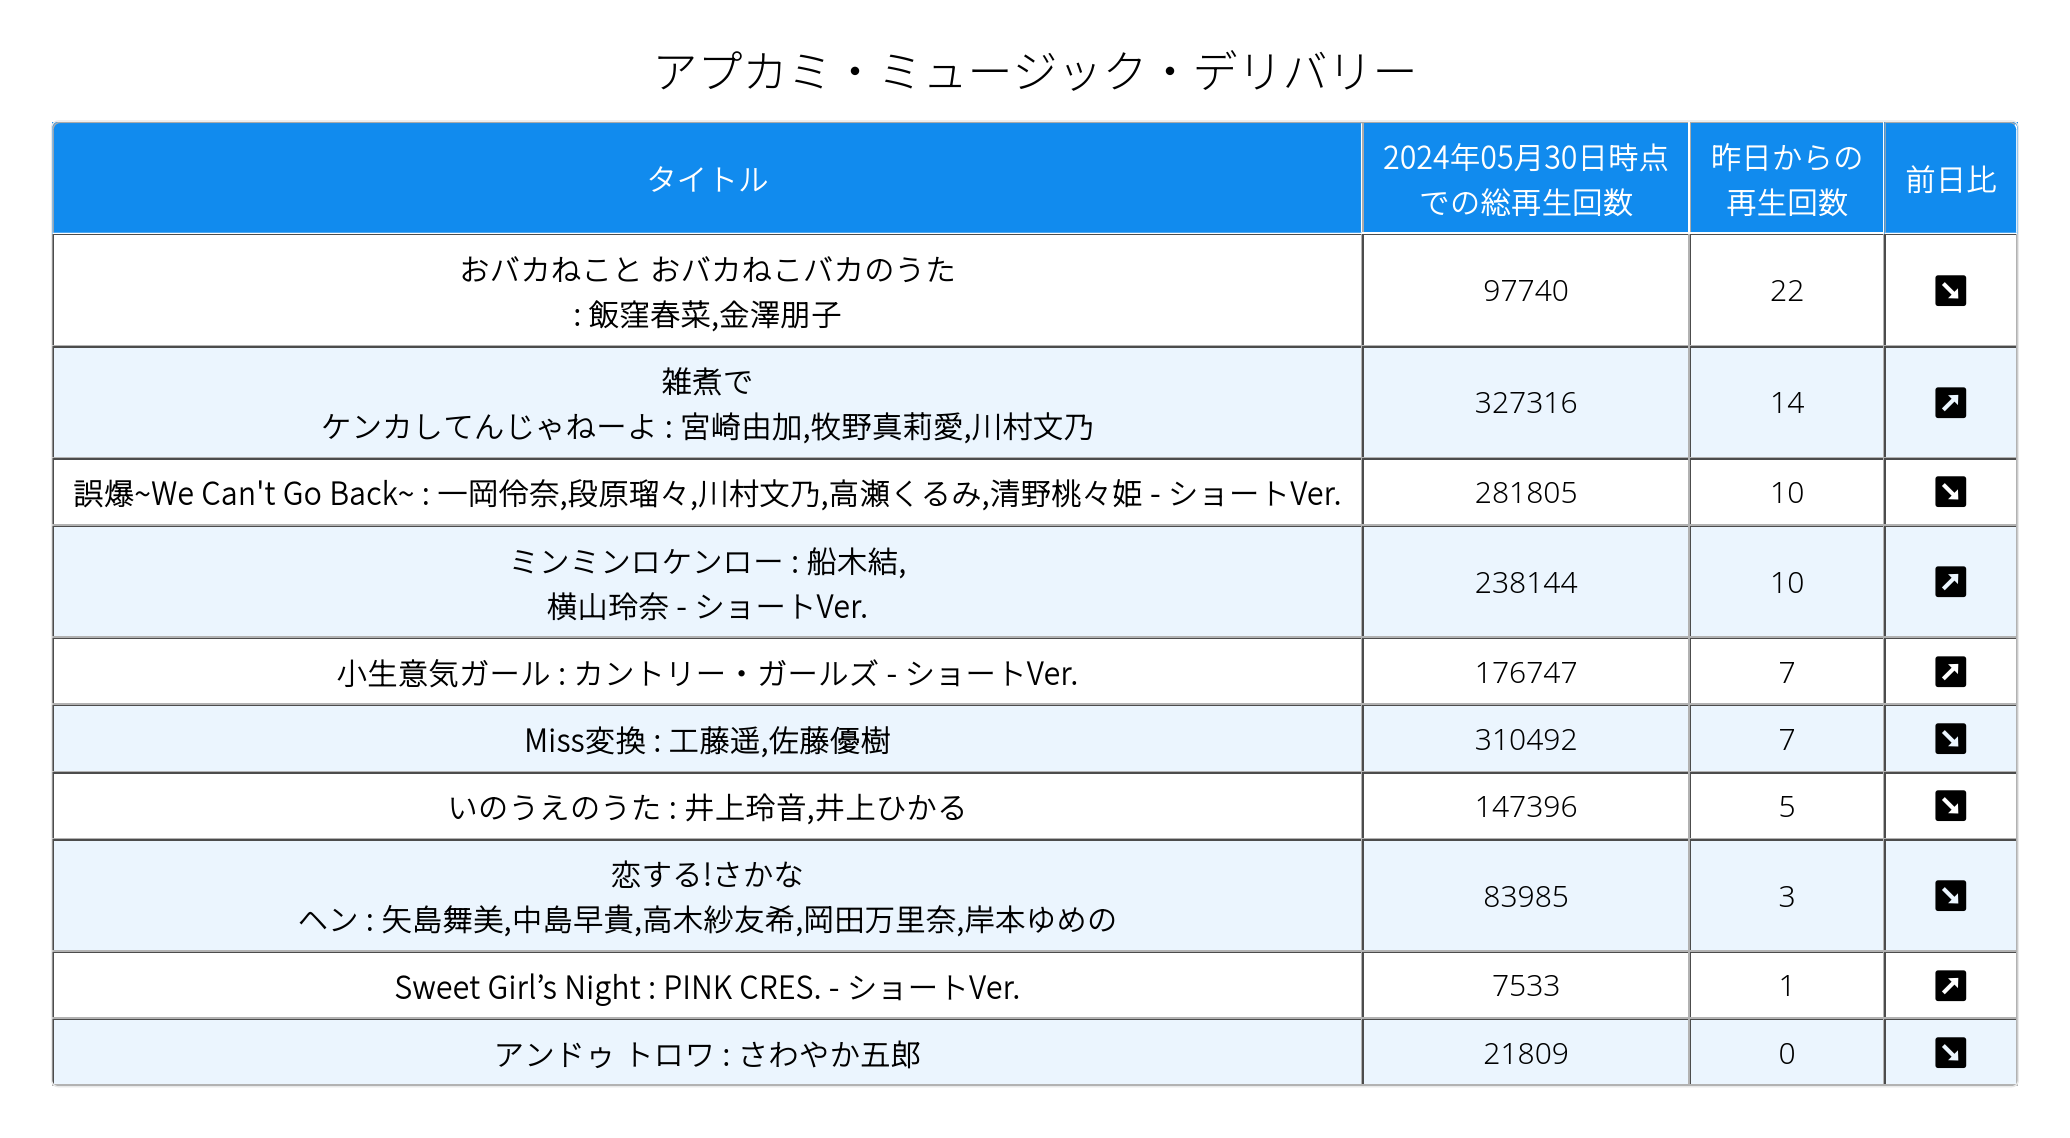 アプカミ・ミュージック・デリバリー
タイトル
2024年05月30日時点
での総再生回数
昨日からの
再生回数
前日比
おバカねこと おバカねこバカのうた
: 飯窪春菜,金澤朋子
97740
22
雑煮で
ケンカしてんじゃねーよ : 宮崎由加,牧野真莉愛,川村文乃
327316
14
誤爆~We Can't Go Back~ : 一岡伶奈,段原瑠々,川村文乃,高瀬くるみ,清野桃々姫 - ショートVer.
281805
10
ミンミンロケンロー : 船木結,
横山玲奈 - ショートVer.
238144
10
小生意気ガール : カントリー・ガールズ - ショートVer.
176747
7
Miss変換 : 工藤遥,佐藤優樹
310492
7
いのうえのうた : 井上玲音,井上ひかる
147396
5
恋する!さかな
ヘン : 矢島舞美,中島早貴,高木紗友希,岡田万里奈,岸本ゆめの
83985
3
Sweet Girl’s Night : PINK CRES. - ショートVer.
7533
1
アンドゥ トロワ : さわやか五郎
21809
0